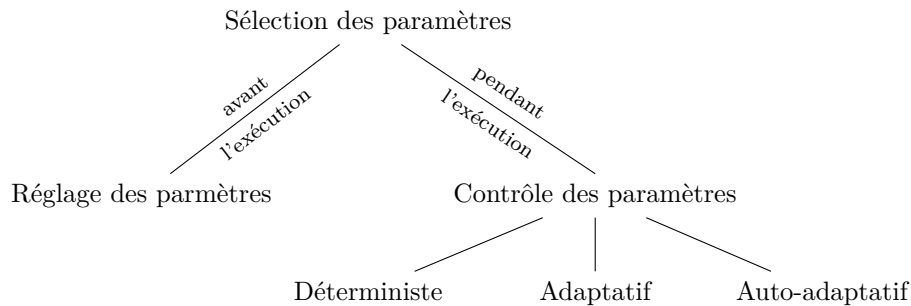 Sélection des paramètres
avant
l'exécution
pendant
l'exécution
Réglage des parmètres
Contrôle des paramètres
Déterministe
Adaptatif
Auto-adaptatif